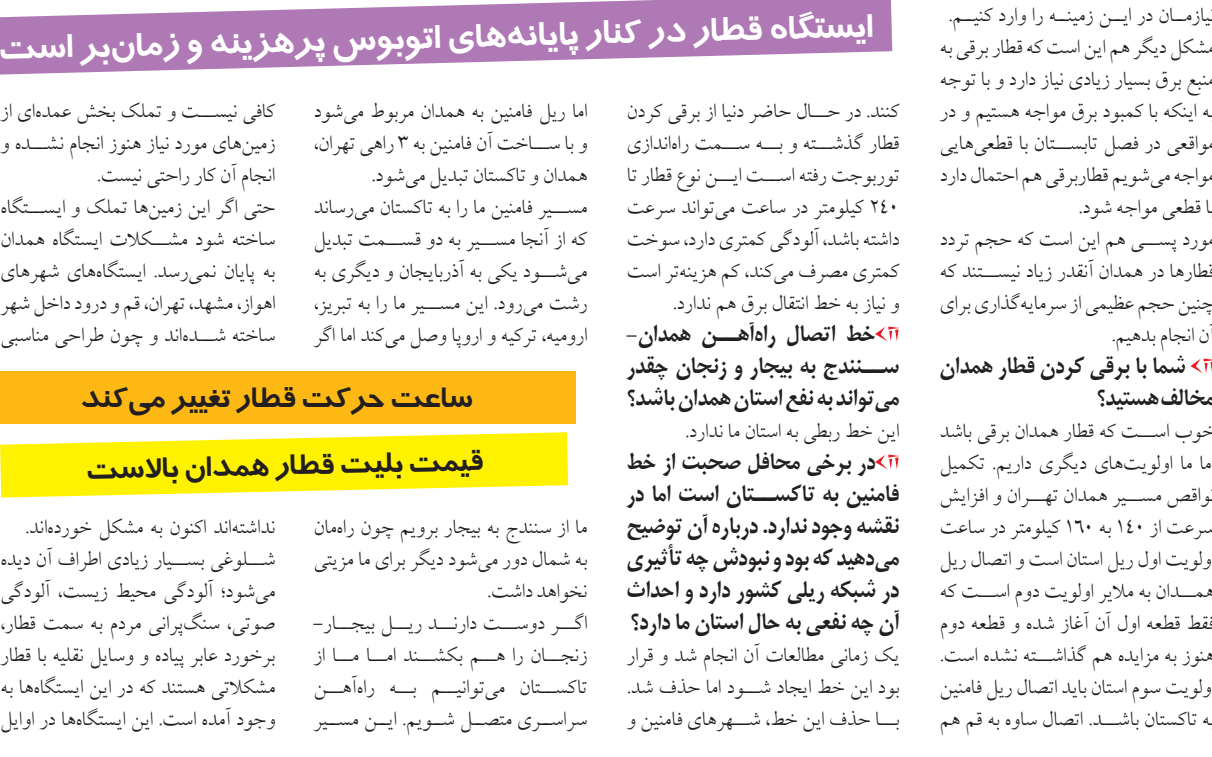 ایستگاه قطار در کنار پایانه‌های اتوبوس پرهزینه و زمان‌بر است
نیازمان در این زمینه را وارد کنیم.
مشکل دیگر هم این است که قطار برقی به
منبع برق بسیار زیادی نیاز دارد و با توجه
به اینکه با کمبود برق مواجه هستیم و در
مواقعی در فصل تابستان با قطعی‌هایی
مواجه می‌شویم قطاربرقی هم احتمال دارد
با قطعی مواجه شود.
مورد پسی هم این است که حجم تردد
قطارها در همدان آنقدر زیاد نیستند که
چنین حجم عظیمی از سرمایه‌گذاری برای
آن انجام بدهیم.
شما با برقی کردن قطار همدان
مخالف هستید؟
خوب است که قطار همدان برقی باشد
اما ما اولویت‌های دیگری داریم. تکمیل
نواقص مسیر همدان تهران و افزایش
سرعت از ۱۴۰ به ۱۶۰ کیلومتر در ساعت
اولویت اول ریل استان است و اتصال ریل
همدان به ملایر اولویت دوم است که
فقط قطعه اول آن آغاز شده و قطعه دوم
هنوز به مزایده هم گذاشته نشده است.
اولویت سوم استان باید اتصال ریل فامنین
به تاکستان باشد. اتصال ساوه به قم هم
کنند. در حال حاضر دنیا از برقی کردن
قطار گذشته و به سمت راه‌اندازی
توربوجت رفته است این نوع قطار تا
۲۴۰ کیلومتر در ساعت می‌تواند سرعت
داشته باشد، آلودگی کمتری دارد، سوخت
کمتری مصرف می‌کند، کم هزینه‌تر است
و نیاز به خط انتقال برق هم ندارد.
خط اتصال راه‌آهن همدان-
سنندج به بیجار و زنجان چقدر
می‌تواند به نفع استان همدان باشد؟
این خط ربطی به استان ما ندارد.
در برخی محافل صحبت از خط
فامنین به تاکستان است اما در
نقشه وجود ندارد. درباره آن توضیح
می‌دهید که بود و نبودش چه تأثیری
در شبکه ریلی کشور دارد و احداث
آن چه نفعی به حال استان ما دارد؟
یک زمانی مطالعات آن انجام شد و قرار
بود این خط ایجاد شود اما حذف شد.
با حذف این خط، شهرهای فامنین و
اما ریل فامنین به همدان مربوط می‌شود
و با ساخت آن فامنین به ۳ راهی تهران،
همدان و تاکستان تبدیل می‌شود.
مسیر فامنین ما را به تاکستان می‌رساند
که از آنجا مسیر به دو قسمت تبدیل
می‌شود یکی به آذربایجان و دیگری به
رشت می‌رود. این مسیر ما را به تبریز،
ارومیه، ترکیه و اروپا وصل می‌کند اما اگر
ساعت حرکت قطار تغییر می‌کند
قیمت بلیت قطار همدان بالاست
ما از سنندج به بیجار برویم چون راه‌مان
به شمال دور می‌شود دیگر برای ما مزیتی
نخواهد داشت.
اگر دوست دارند ریل بیجار-
زنجان را هم بکشند اما ما از
تاکستان می‌توانیم به راه‌آهن
سراسری متصل شویم. این مسیر
کافی نیست و تملک بخش عمده‌ای از
زمین‌های مورد نیاز هنوز انجام نشده و
انجام آن کار راحتی نیست.
حتی اگر این زمین‌ها تملک و ایستگاه
ساخته شود مشکلات ایستگاه همدان
به پایان نمی‌رسد. ایستگاه‌های شهرهای
اهواز، مشهد، تهران، قم و درود داخل شهر
ساخته شده‌اند و چون طراحی مناسبی
نداشته‌اند اکنون به مشکل خورده‌اند.
شلوغی بسیار زیادی اطراف آن دیده
می‌شود؛ آلودگی محیط زیست، آلودگی
صوتی، سنگ‌پرانی مردم به سمت قطار،
برخورد عابر پیاده و وسایل نقلیه با قطار
مشکلاتی هستند که در این ایستگاه‌ها به
وجود آمده است. این ایستگاه‌ها در اوایل